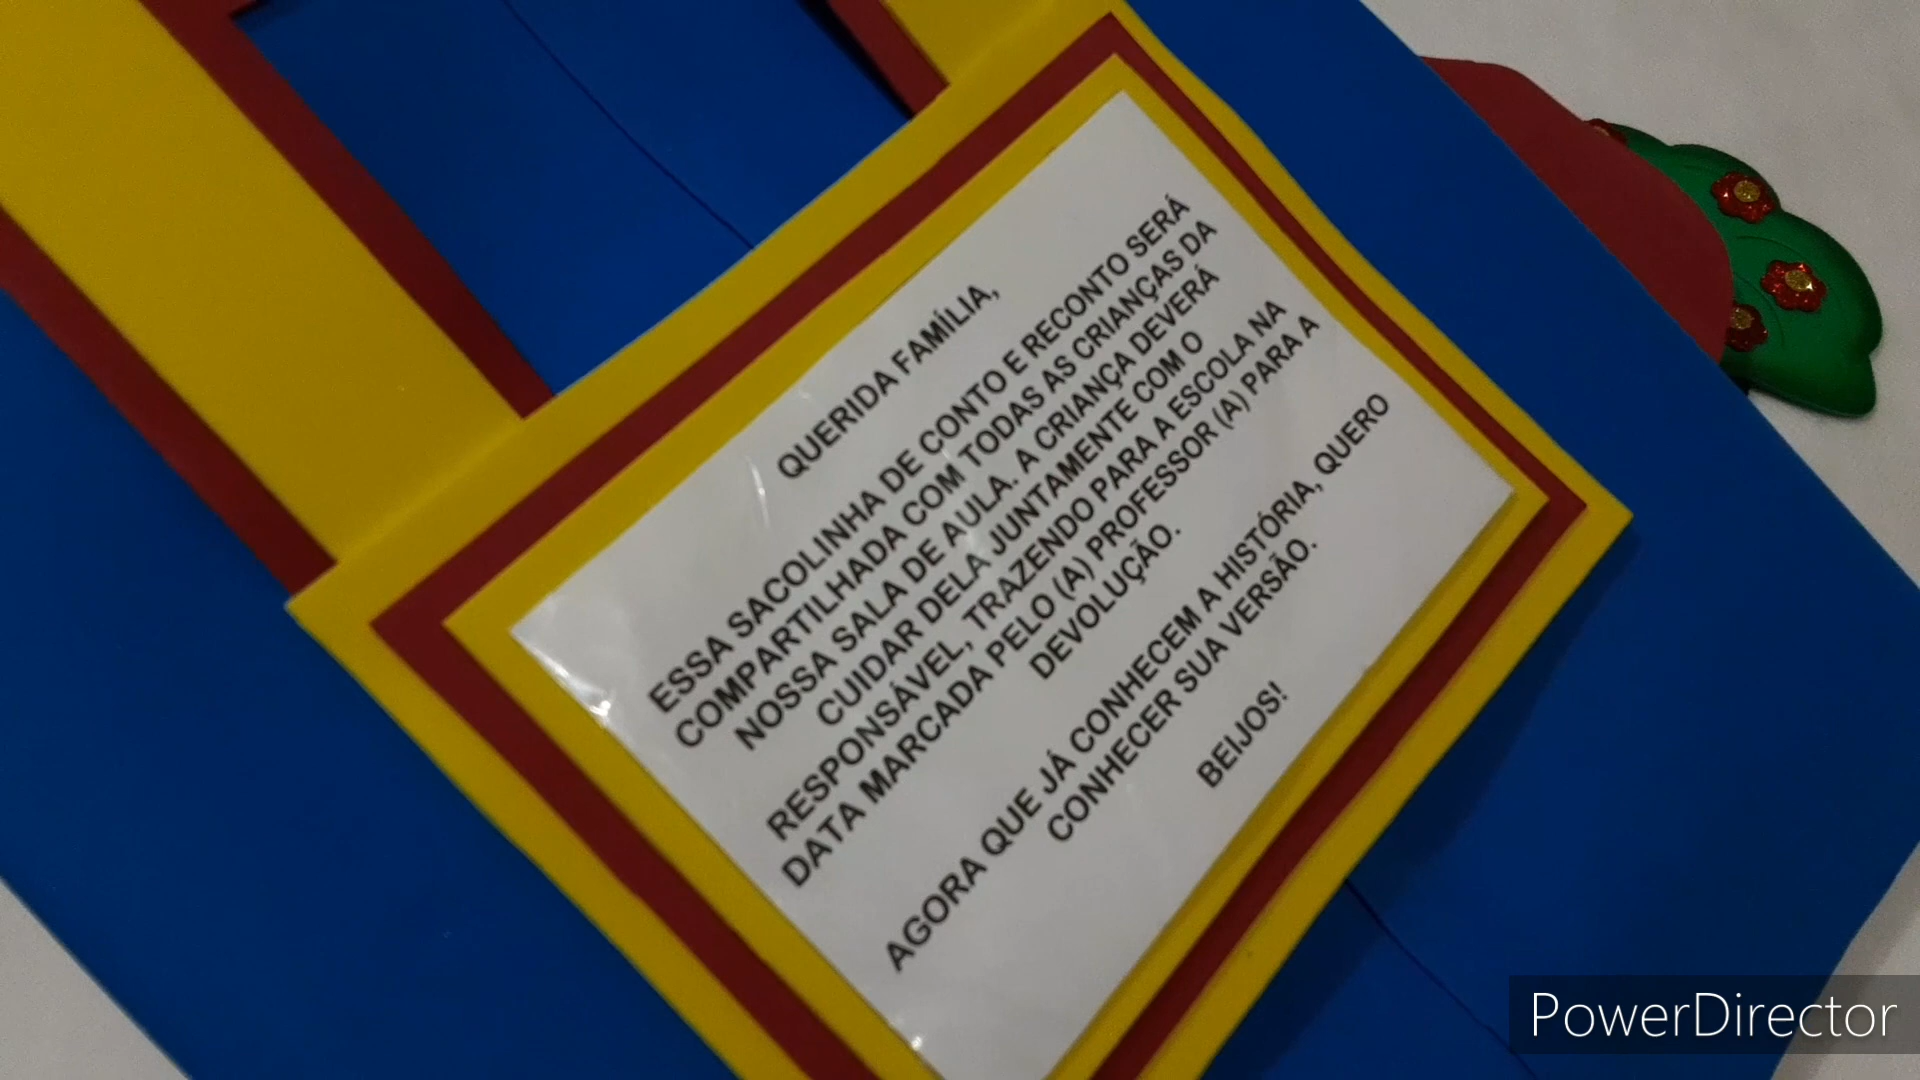 QUERIDA FAMÍLIA,
ESSA SACOLINHA DE CONTO E RECONTO SERÁ
COMPARTILHADA COM TODAS AS CRIANÇAS DA
NOSSA SALA DE AULA. A CRIANÇA DEVERÁ
CUIDAR DELA JUNTAMENTE COM O
RESPONSÁVEL, TRAZENDO PARA A ESCOLA NA
DATA MARCADA PELO (A) PROFESSOR (A) PARA A
DEVOLUÇÃO.
AGORA QUE JÁ CONHECEM A HISTÓRIA, QUERO
CONHECER SUA VERSÃO.
BEIJOS!
PowerDirector